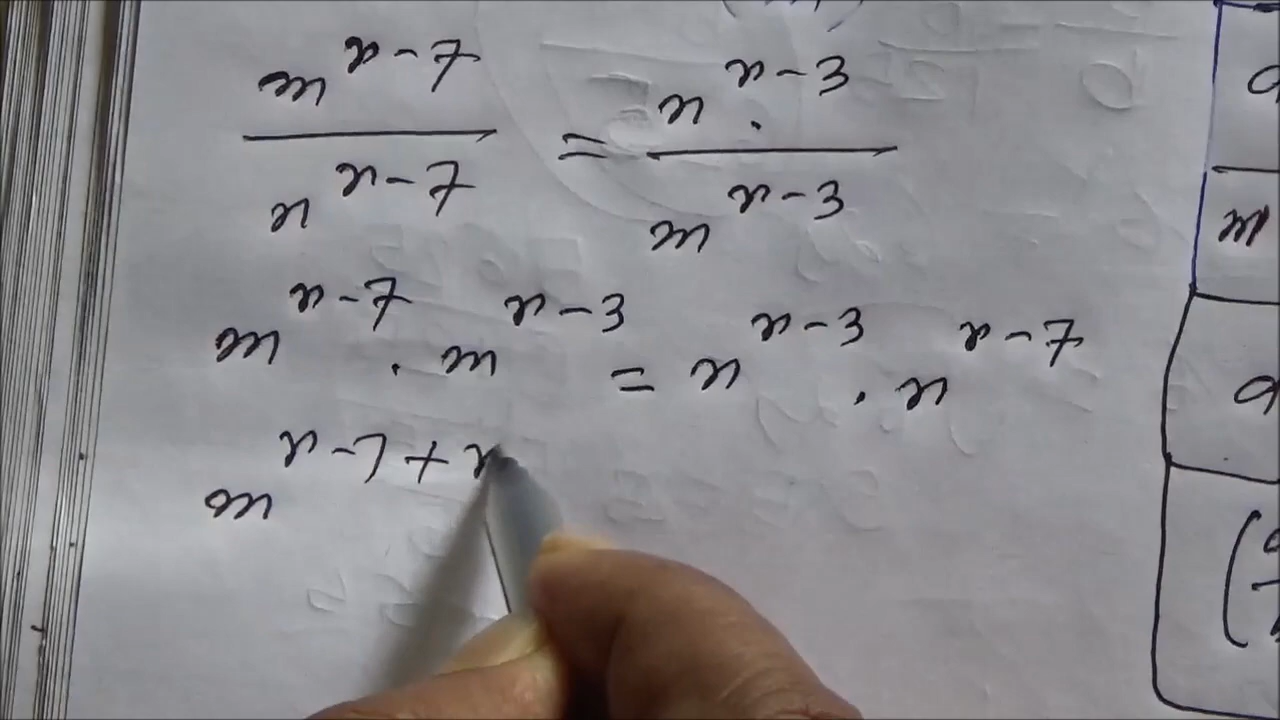 m^{x-7} / n^{x-7} = n^{x-3} / m^{x-3}
m^{x-7} · m^{x-3} = n^{x-3} · n^{x-7}
m^{x-7+x}